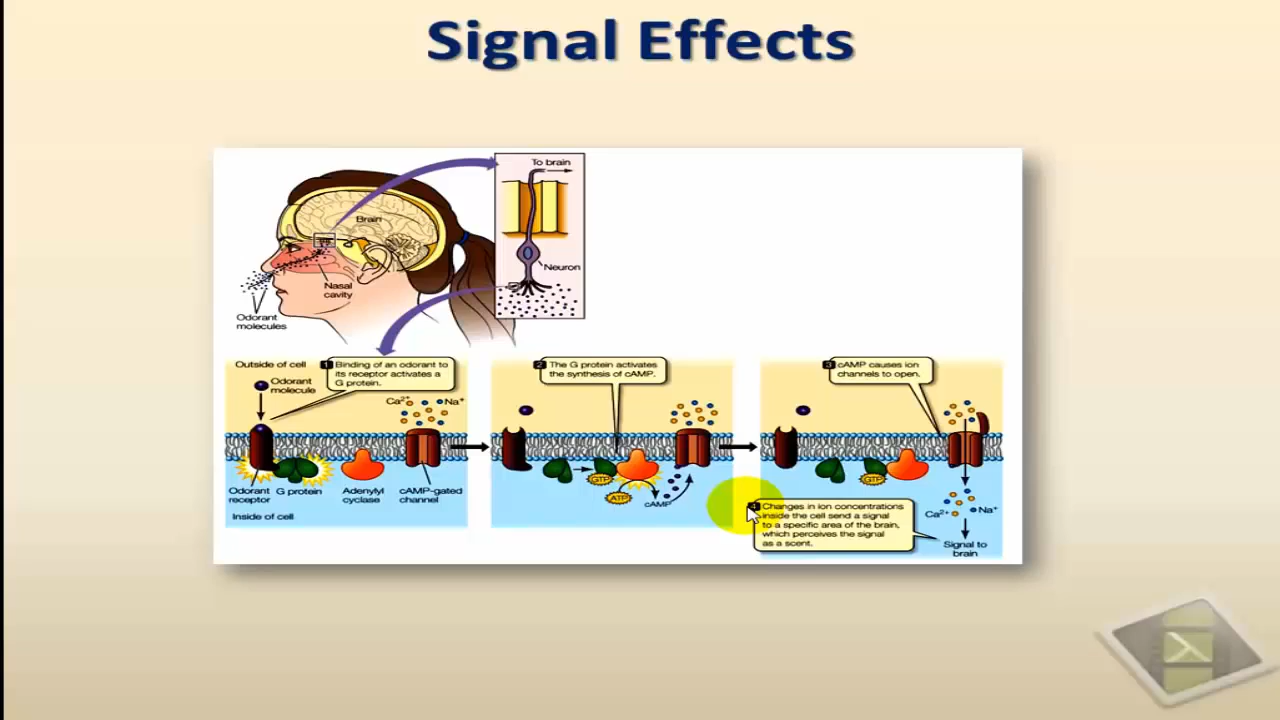 Signal Effects
To brain
Brain
Neuron
Nasal
cavity
Odorant
molecules
Outside of cell
1 Binding of an odorant to
its receptor activates a
G protein.
Odorant
molecule
Ca2+
Na+
Odorant
receptor
G protein
Adenylyl
cyclase
cAMP-gated
channel
Inside of cell
2 The G protein activates
the synthesis of cAMP.
GTP
ATP
cAMP
3 cAMP causes ion
channels to open.
GTP
4 Changes in ion concentrations
inside the cell send a signal
to a specific area of the brain,
which perceives the signal
as a scent.
Ca2+
Na+
Signal to
brain